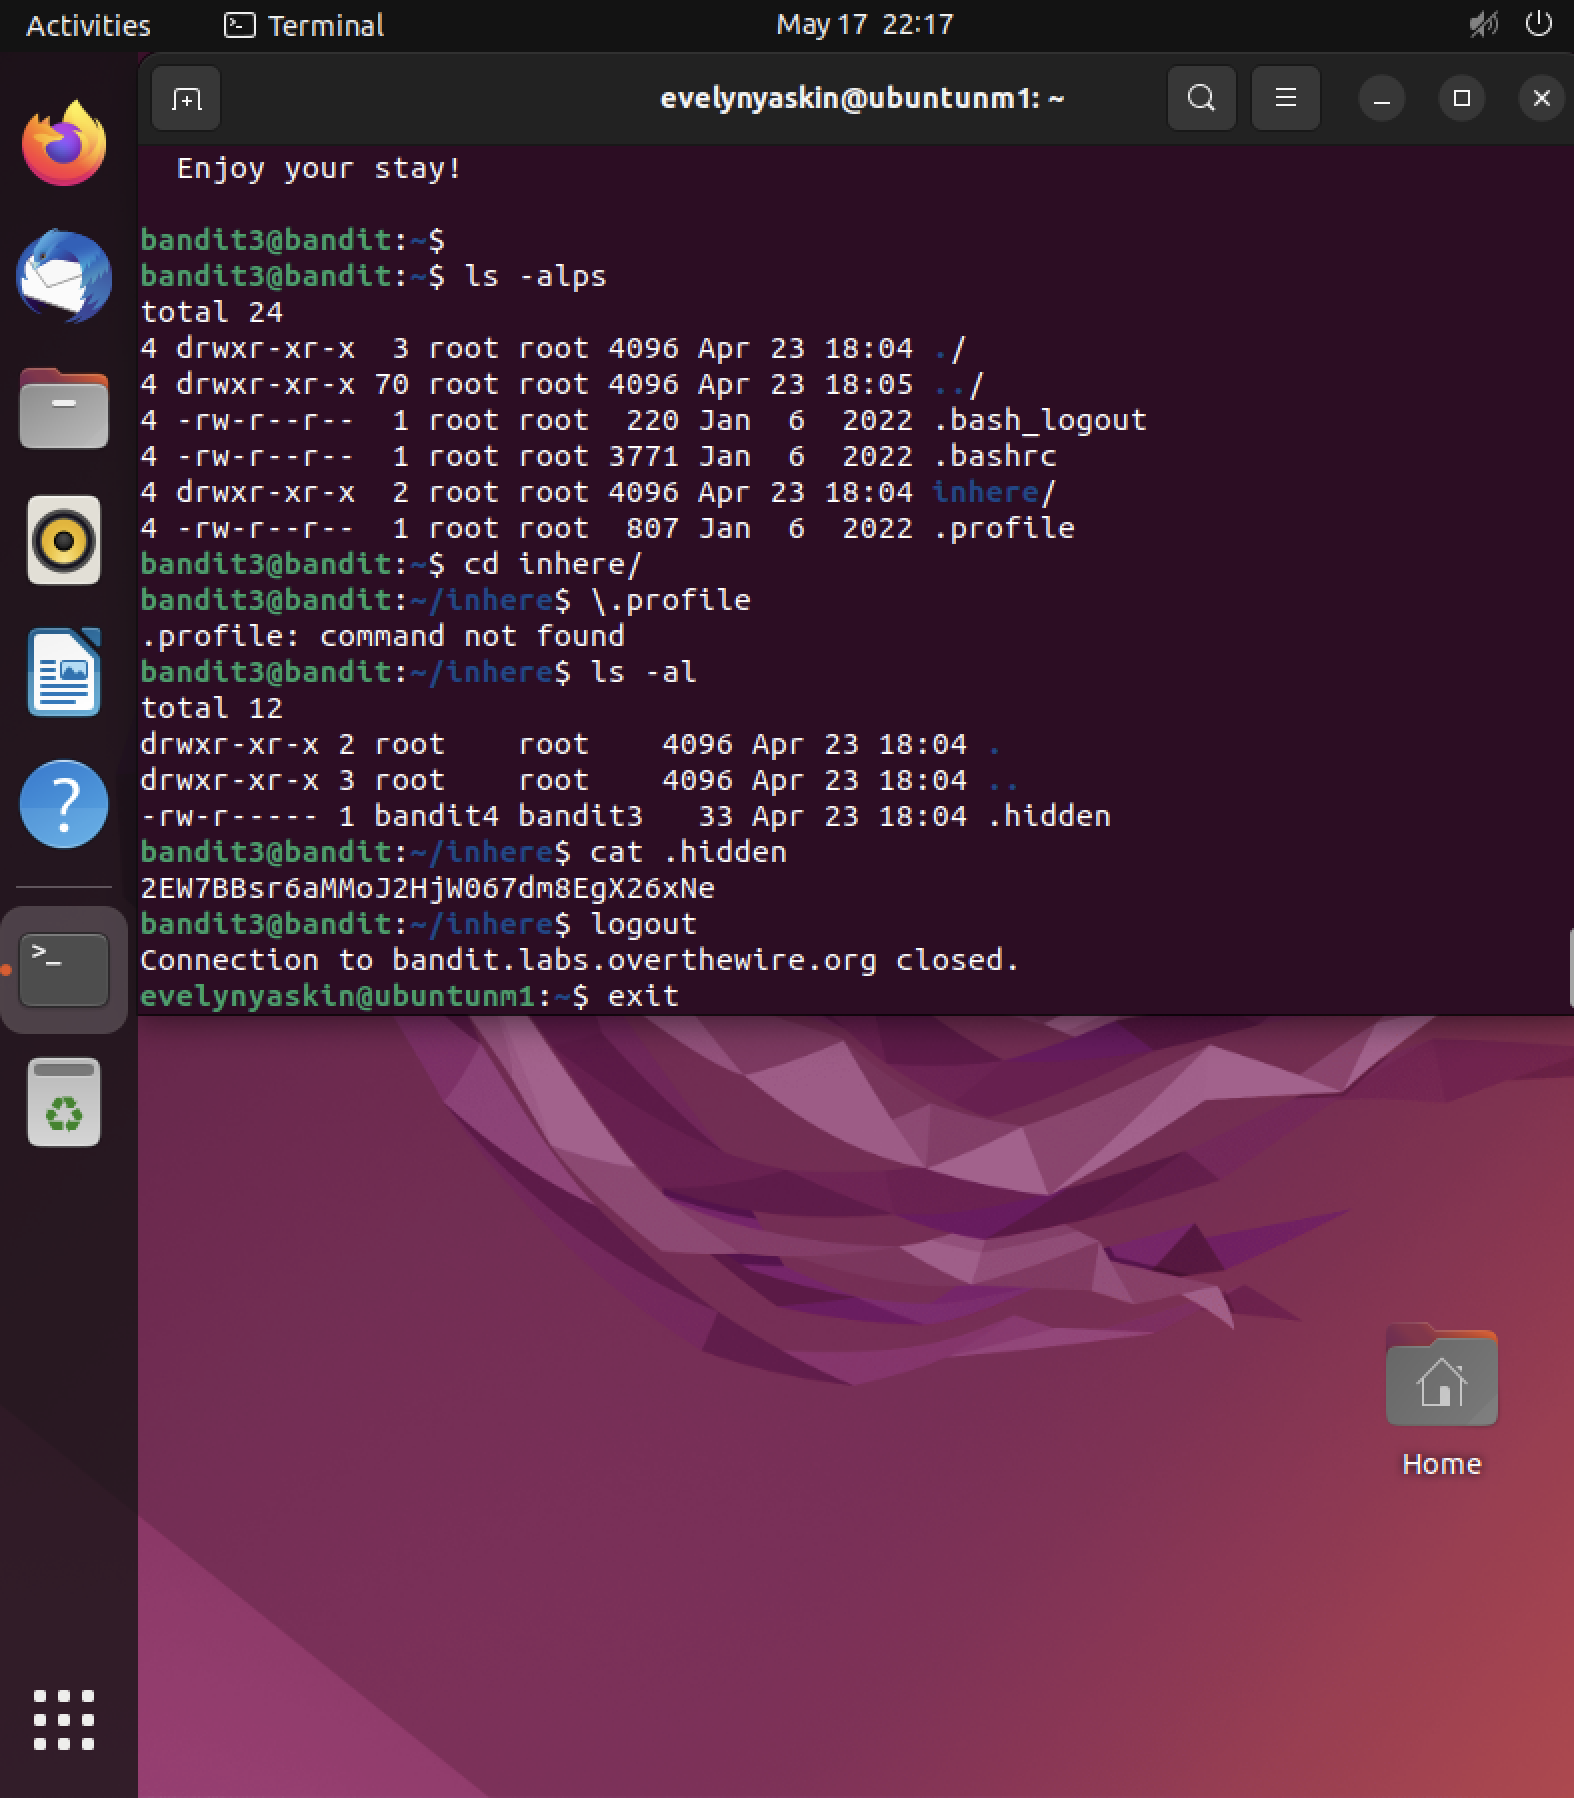 Activities Terminal May 17 22:17
evelynyaskin@ubuntunm1: ~
Enjoy your stay!
bandit3@bandit:~$
bandit3@bandit:~$ ls -alps
total 24
4 drwxr-xr-x  3 root root 4096 Apr 23 18:04 ./
4 drwxr-xr-x 70 root root 4096 Apr 23 18:05 ../
4 -rw-r--r--  1 root root  220 Jan  6  2022 .bash_logout
4 -rw-r--r--  1 root root 3771 Jan  6  2022 .bashrc
4 drwxr-xr-x  2 root root 4096 Apr 23 18:04 inhere/
4 -rw-r--r--  1 root root  807 Jan  6  2022 .profile
bandit3@bandit:~$ cd inhere/
bandit3@bandit:~/inhere$ \.profile
.profile: command not found
bandit3@bandit:~/inhere$ ls -al
total 12
drwxr-xr-x 2 root    root    4096 Apr 23 18:04 .
drwxr-xr-x 3 root    root    4096 Apr 23 18:04 ..
-rw-r----- 1 bandit4 bandit3   33 Apr 23 18:04 .hidden
bandit3@bandit:~/inhere$ cat .hidden
2EW7BBsr6aMMoJ2HjW067dm8EgX26xNe
bandit3@bandit:~/inhere$ logout
Connection to bandit.labs.overthewire.org closed.
evelynyaskin@ubuntunm1:~$ exit
Home